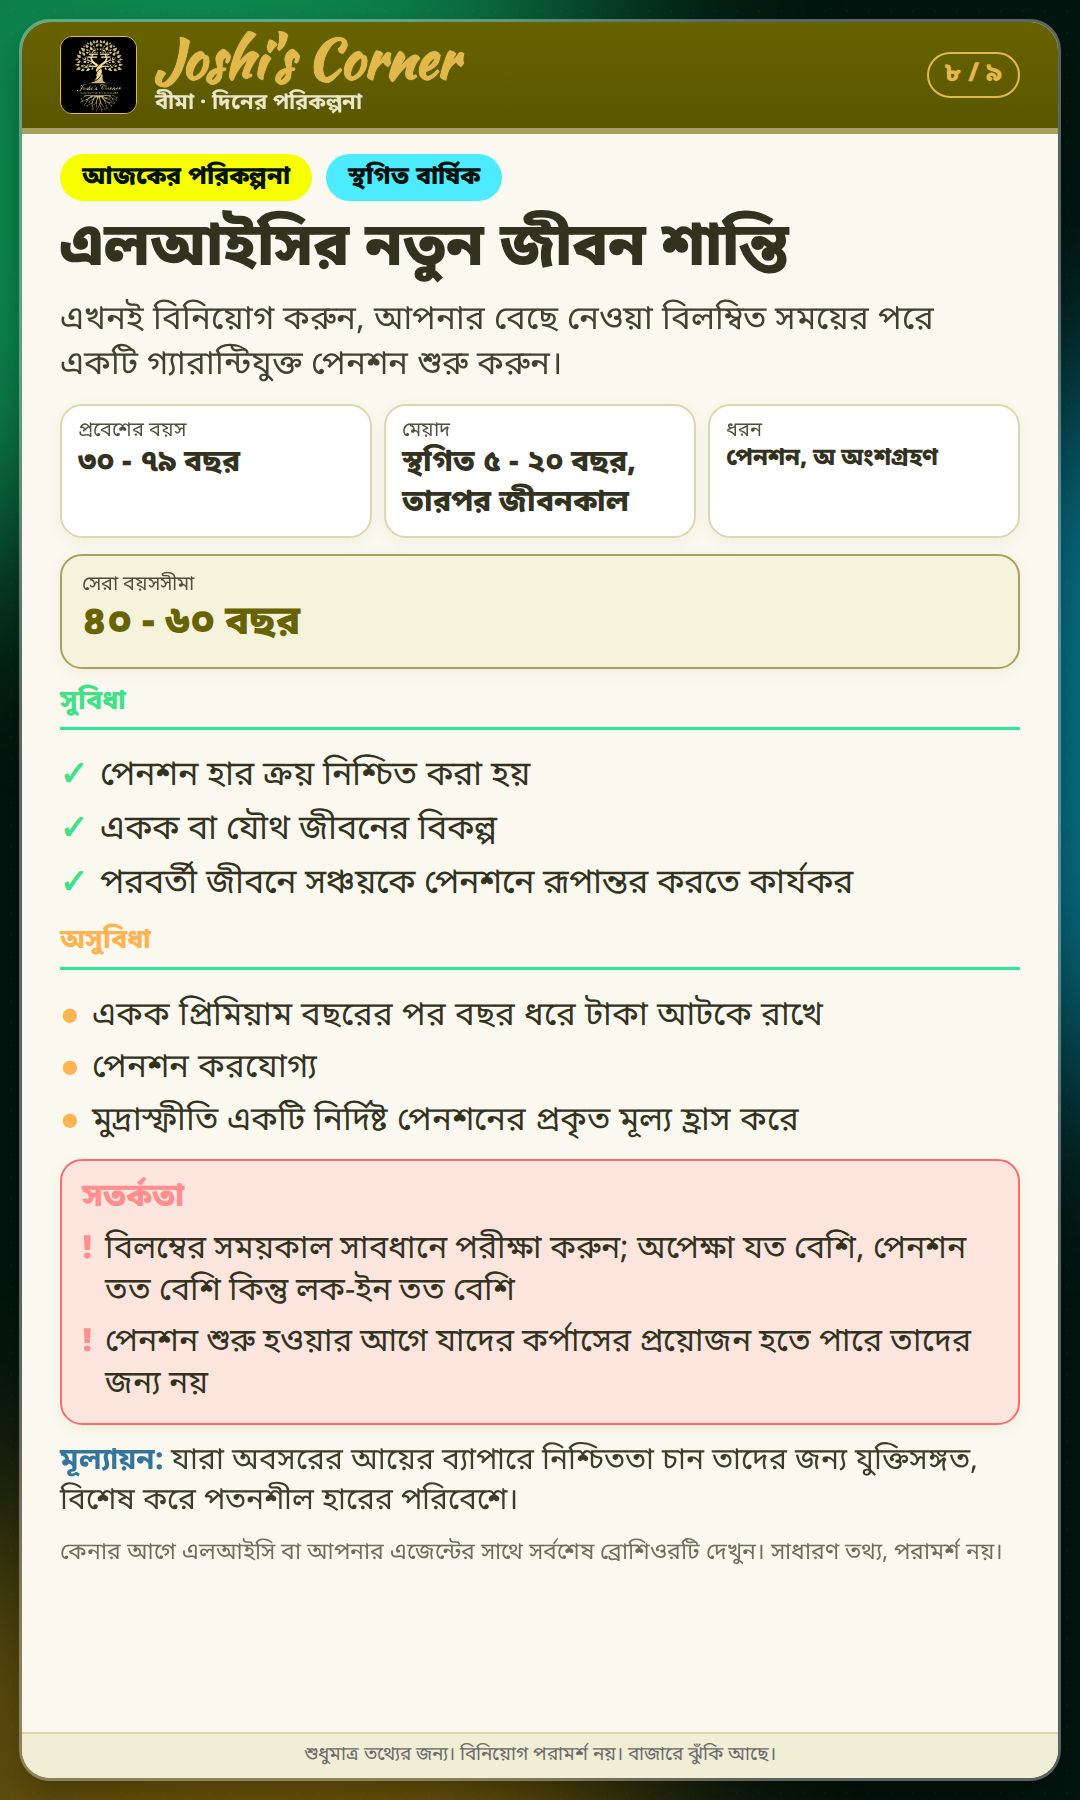 Joshi's Corner
Joshi's Corner
বীমা · দিনের পরিকল্পনা
৮ / ৯
আজকের পরিকল্পনা
স্থগিত বার্ষিক
এলআইসির নতুন জীবন শান্তি
এখনই বিনিয়োগ করুন, আপনার বেছে নেওয়া বিলম্বিত সময়ের পরে
একটি গ্যারান্টিযুক্ত পেনশন শুরু করুন।
প্রবেশের বয়স
৩০ - ৭৯ বছর
মেয়াদ
স্থগিত ৫ - ২০ বছর,
তারপর জীবনকাল
ধরন
পেনশন, অ অংশগ্রহণ
সেরা বয়সসীমা
৪০ - ৬০ বছর
সুবিধা
✓ পেনশন হার ক্রয় নিশ্চিত করা হয়
✓ একক বা যৌথ জীবনের বিকল্প
✓ পরবর্তী জীবনে সঞ্চয়কে পেনশনে রূপান্তর করতে কার্যকর
অসুবিধা
● একক প্রিমিয়াম বছরের পর বছর ধরে টাকা আটকে রাখে
● পেনশন করযোগ্য
● মুদ্রাস্ফীতি একটি নির্দিষ্ট পেনশনের প্রকৃত মূল্য হ্রাস করে
সতর্কতা
! বিলম্বের সময়কাল সাবধানে পরীক্ষা করুন; অপেক্ষা যত বেশি, পেনশন
তত বেশি কিন্তু লক-ইন তত বেশি
! পেনশন শুরু হওয়ার আগে যাদের কর্পাসের প্রয়োজন হতে পারে তাদের
জন্য নয়
মূল্যায়ন: যারা অবসরের আয়ের ব্যাপারে নিশ্চিততা চান তাদের জন্য যুক্তিসঙ্গত,
বিশেষ করে পতনশীল হারের পরিবেশে।
কেনার আগে এলআইসি বা আপনার এজেন্টের সাথে সর্বশেষ ব্রোশিওরটি দেখুন। সাধারণ তথ্য, পরামর্শ নয়।
শুধুমাত্র তথ্যের জন্য। বিনিয়োগ পরামর্শ নয়। বাজারে ঝুঁকি আছে।